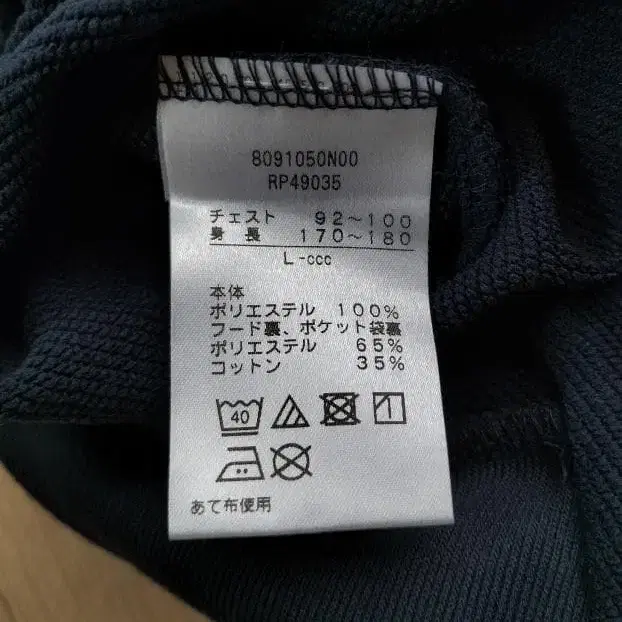 8091050N00
RP49035
チェスト 92～100
身長 170～180
L-ccc
本体
ポリエステル 100%
フード裏、ポケット袋裏
ポリエステル 65%
コットン 35%
40
あて布使用